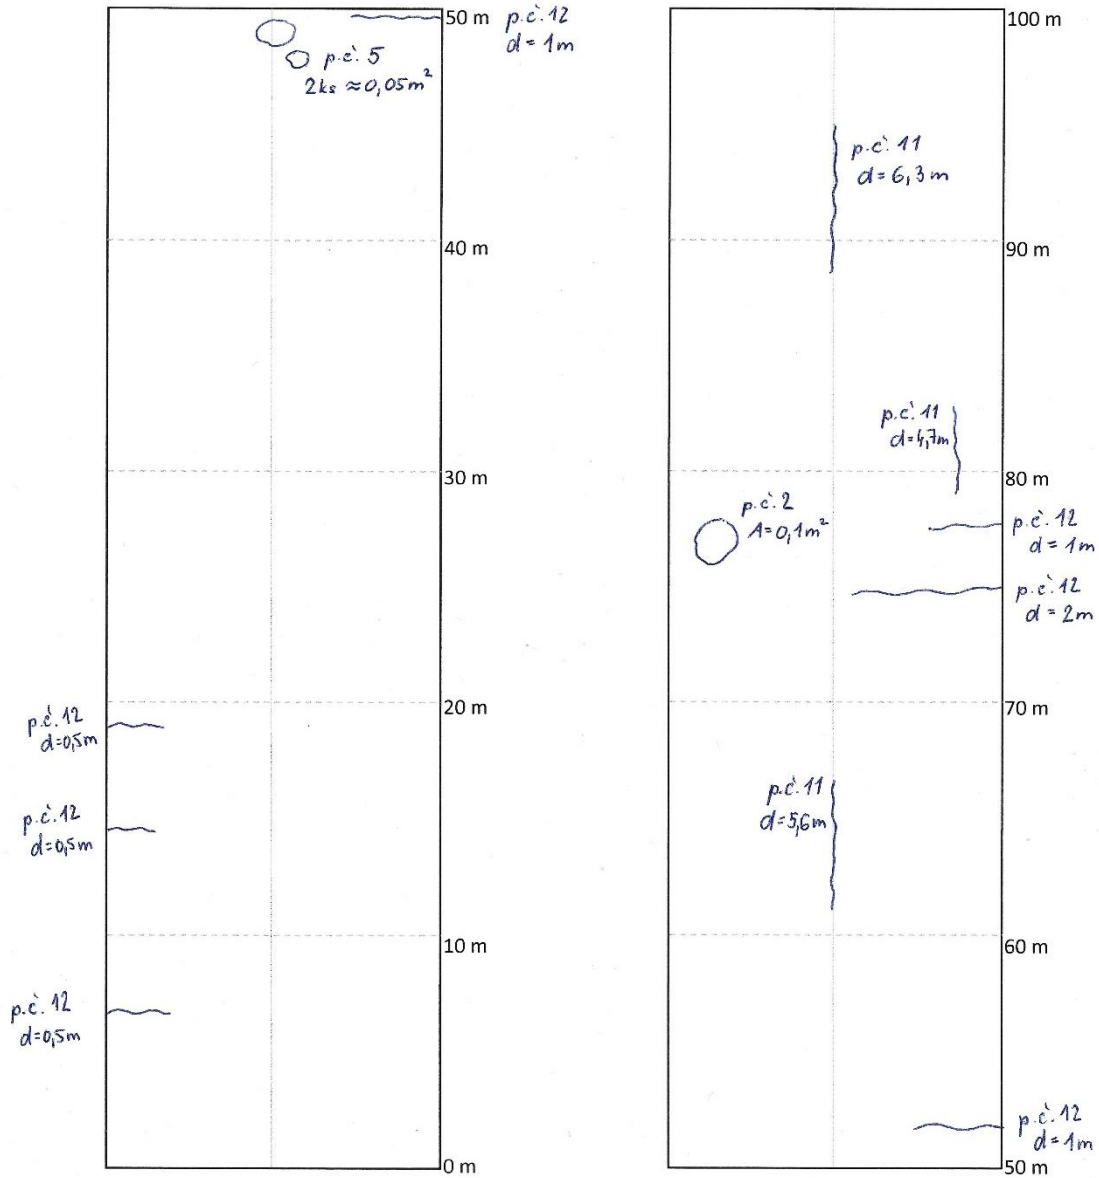 50 m
p.č. 12
d = 1m
p.č. 5
2ks ≈0,05m²
40 m
30 m
20 m
p.č. 12
d=0,5m
p.č. 12
d=0,5m
10 m
p.č. 12
d=0,5m
0 m
100 m
p.č. 11
d= 6,3 m
90 m
p.č. 11
d=4,7m
80 m
p.č. 2
A=0,1m²
p.č. 12
d= 1m
p.č. 12
d = 2m
70 m
p.č. 11
d=5,6m
60 m
p.č. 12
d= 1m
50 m